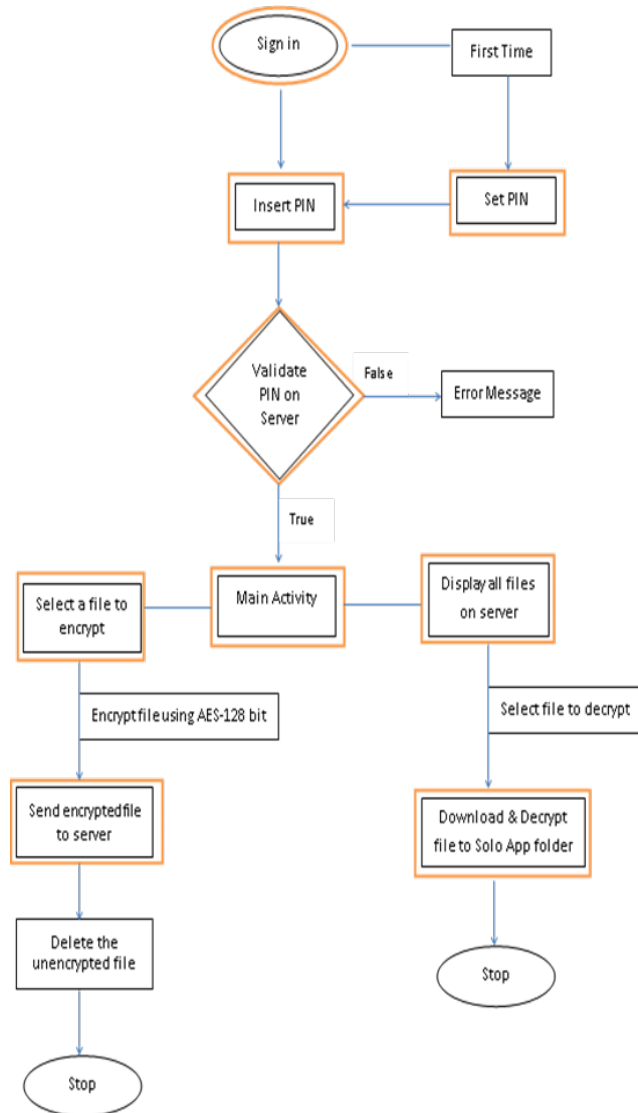 Sign in
First Time
Insert PIN
Set PIN
Validate
PIN on
Server
False
Error Message
True
Select a file to
encrypt
Main Activity
Display all files
on server
Encrypt file using AES-128 bit
Select file to decrypt
Send encrypted file
to server
Download & Decrypt
file to Solo App folder
Delete the
unencrypted file
Stop
Stop